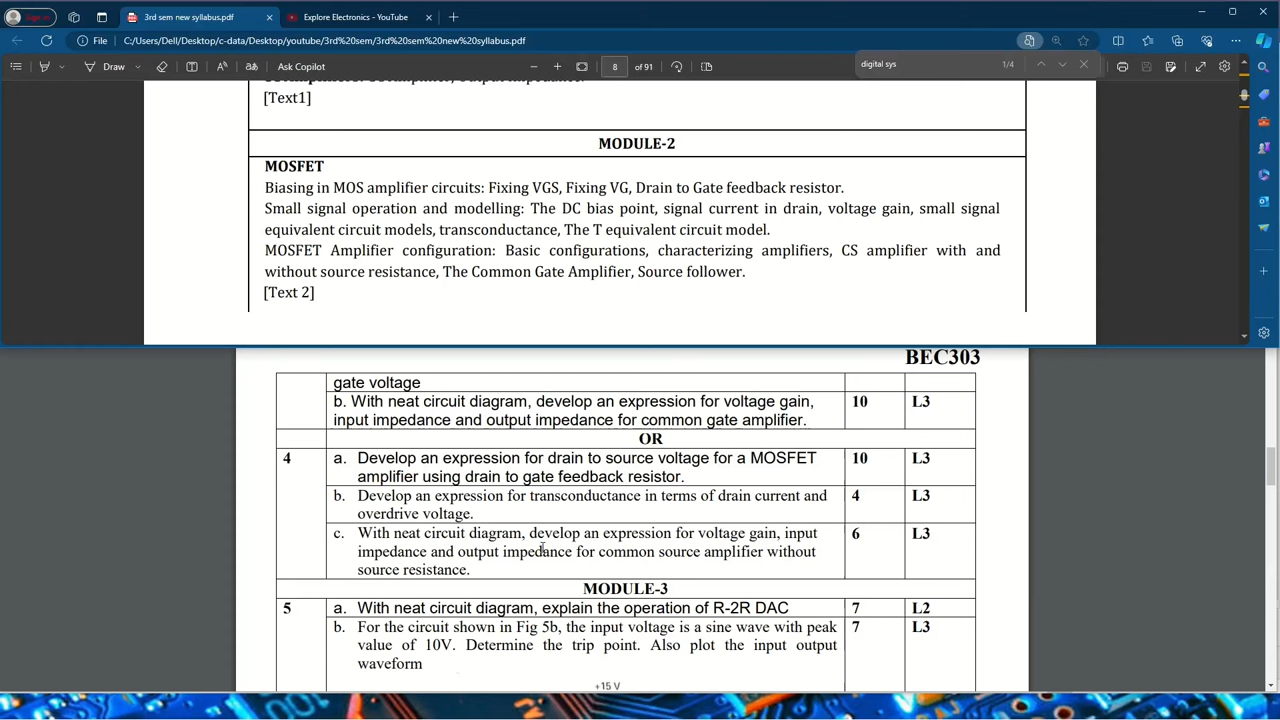 Sign in
3rd sem new syllabus.pdf
Explore Electronics - YouTube
File
C:/Users/Dell/Desktop/c-data/Desktop/youtube/3rd%20sem/3rd%20sem%20new%20syllabus.pdf
Draw
Ask Copilot
8 of 91
digital sys
1/4
[Text1]
MODULE-2
MOSFET
Biasing in MOS amplifier circuits: Fixing VGS, Fixing VG, Drain to Gate feedback resistor.
Small signal operation and modelling: The DC bias point, signal current in drain, voltage gain, small signal
equivalent circuit models, transconductance, The T equivalent circuit model.
MOSFET Amplifier configuration: Basic configurations, characterizing amplifiers, CS amplifier with and
without source resistance, The Common Gate Amplifier, Source follower.
[Text 2]
BEC303
gate voltage
b. With neat circuit diagram, develop an expression for voltage gain, 10 L3
input impedance and output impedance for common gate amplifier.
OR
4 a. Develop an expression for drain to source voltage for a MOSFET 10 L3
amplifier using drain to gate feedback resistor.
b. Develop an expression for transconductance in terms of drain current and 4 L3
overdrive voltage.
c. With neat circuit diagram, develop an expression for voltage gain, input 6 L3
impedance and output impedance for common source amplifier without
source resistance.
MODULE-3
5 a. With neat circuit diagram, explain the operation of R-2R DAC 7 L2
b. For the circuit shown in Fig 5b, the input voltage is a sine wave with peak 7 L3
value of 10V. Determine the trip point. Also plot the input output
waveform
+15 V